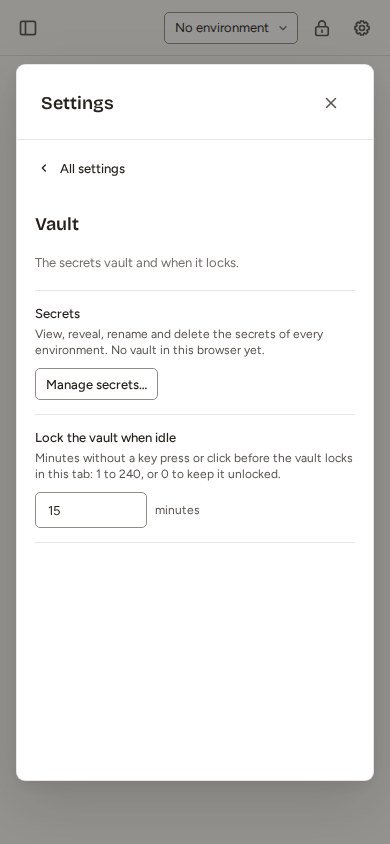 No environment
Settings
All settings
Vault
The secrets vault and when it locks.
Secrets
View, reveal, rename and delete the secrets of every
environment. No vault in this browser yet.
Manage secrets...
Lock the vault when idle
Minutes without a key press or click before the vault locks
in this tab: 1 to 240, or 0 to keep it unlocked.
15 minutes